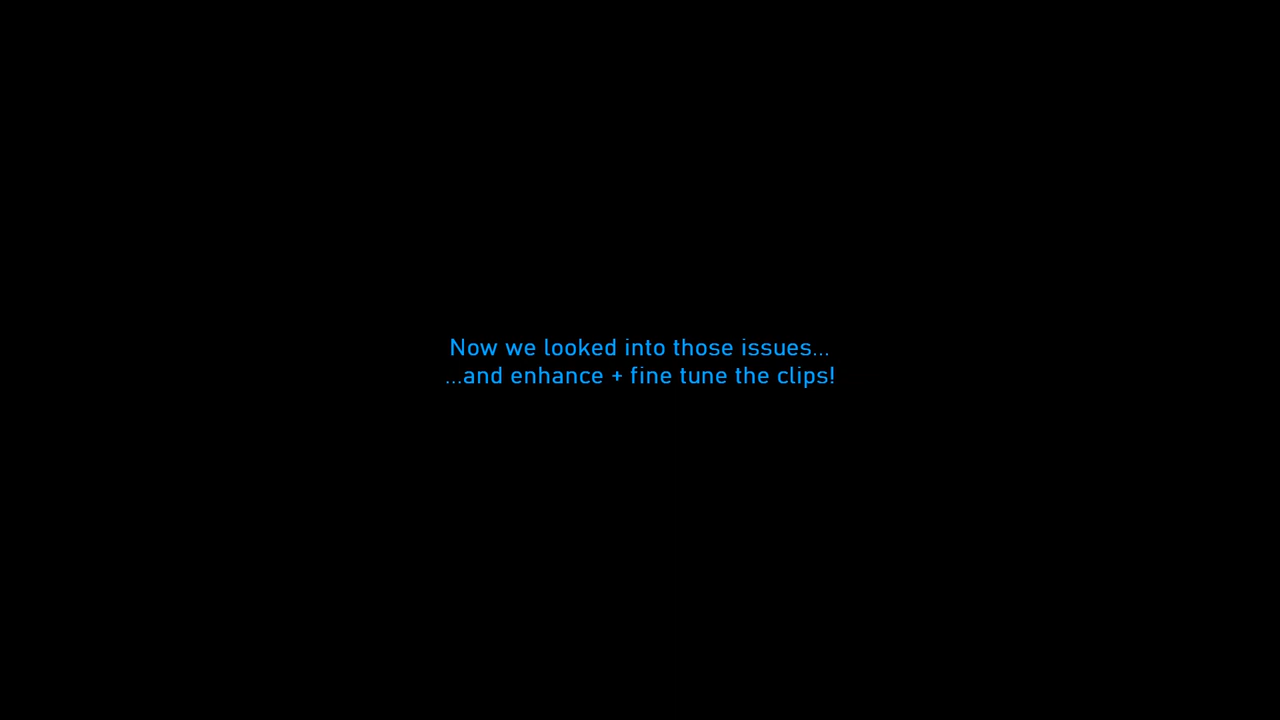 Now we looked into those issues...
...and enhance + fine tune the clips!